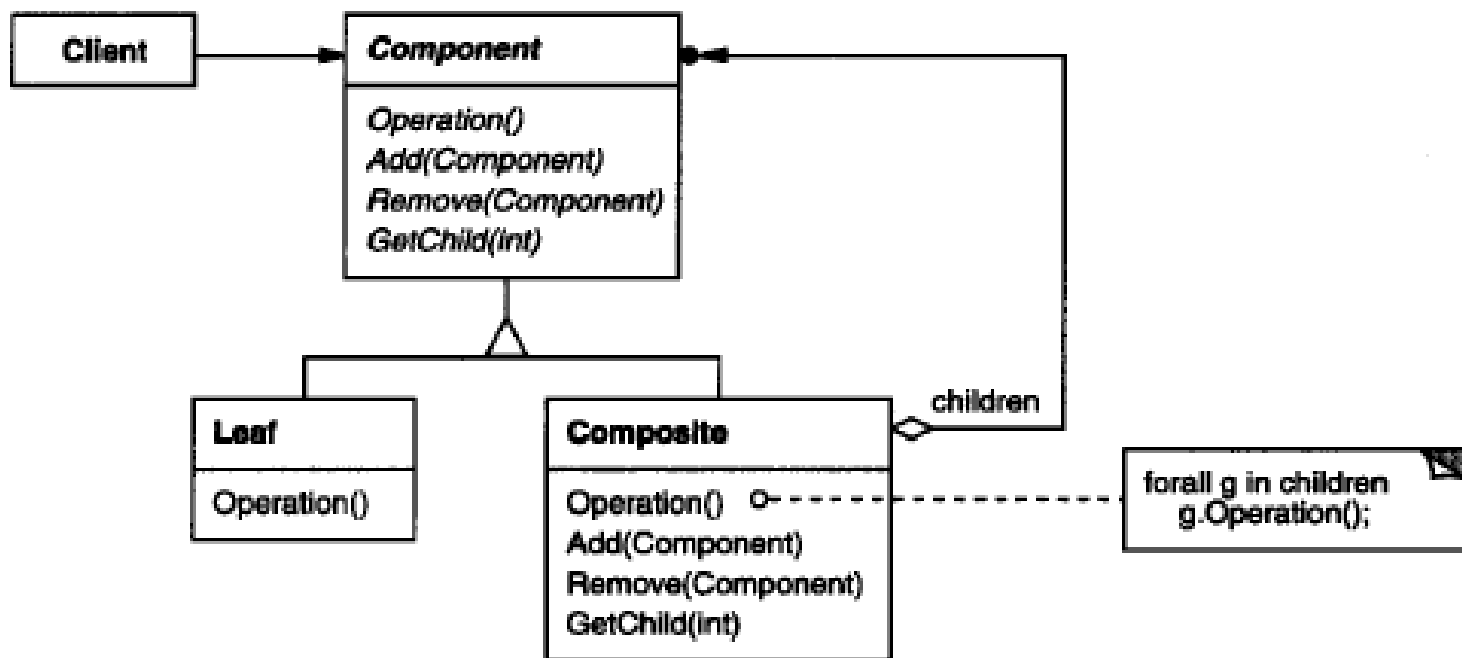 Client
Component
Operation()
Add(Component)
Remove(Component)
GetChild(int)
Leaf
Operation()
Composite
Operation()
Add(Component)
Remove(Component)
GetChild(int)
children
forall g in children
g.Operation();